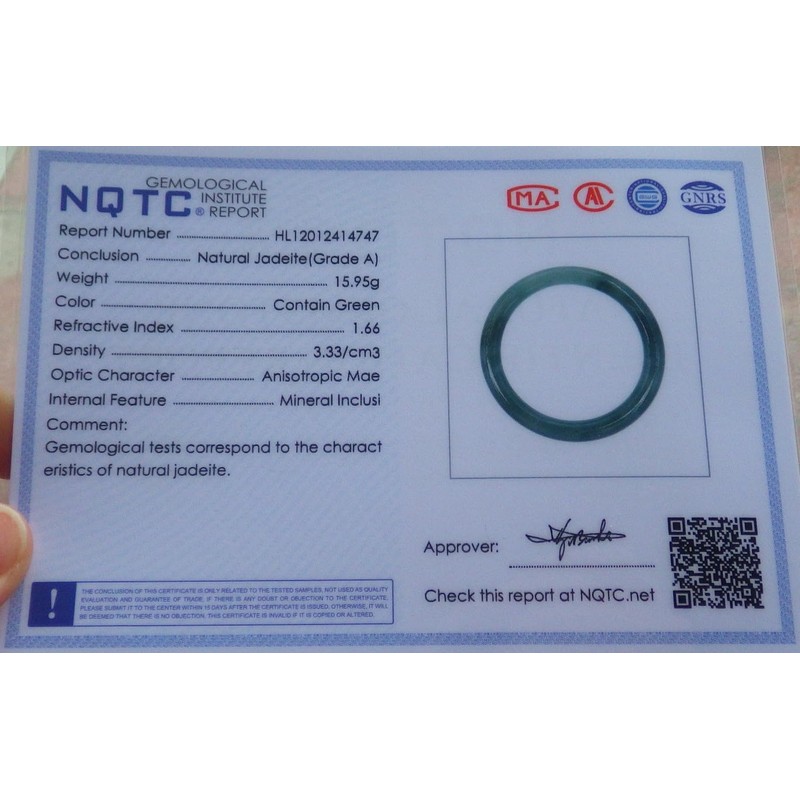 GEMOLOGICAL
NQTC® INSTITUTE
REPORT
Report Number HL12012414747
Conclusion Natural Jadeite(Grade A)
Weight 15.95g
Color Contain Green
Refractive Index 1.66
Density 3.33/cm3
Optic Character Anisotropic Mae
Internal Feature Mineral Inclusi
Comment:
Gemological tests correspond to the charact
eristics of natural jadeite.
! THE CONCLUSION OF THIS CERTIFICATE IS ONLY RELATED TO THE TESTED SAMPLES, NOT USED AS QUALITY
EVALUATION AND GUARANTEE OF TRADE, IF THERE IS ANY DOUBT OR OBJECTION TO THE CERTIFICATE,
PLEASE SUBMIT IT TO THE CENTER WITHIN 15 DAYS AFTER THE CERTIFICATE IS ISSUED. OTHERWISE, IT WILL
BE DEEMED THAT THERE IS NO OBJECTION, THIS CERTIFICATE IS INVALID IF IT IS COPIED OR ALTERED.
MA GNRS
Approver:
Check this report at NQTC.net